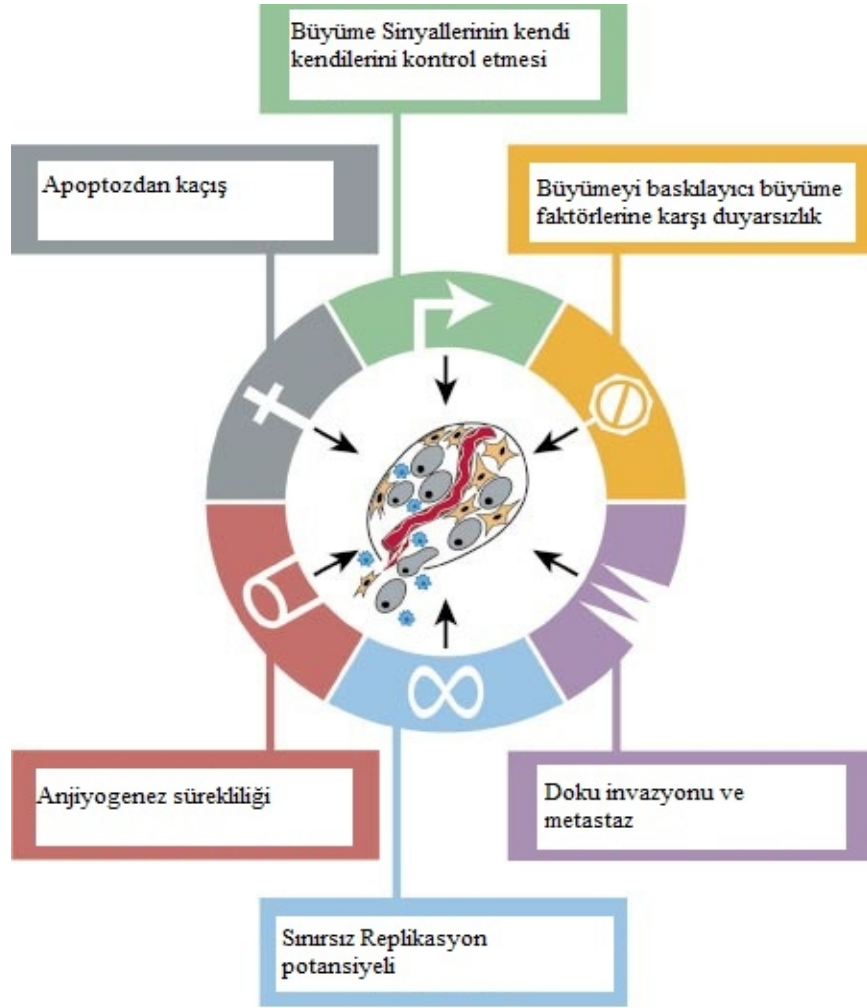 Büyüme Sinyallerinin kendi
kendilerini kontrol etmesi
Apoptozdan kaçış
Büyümeyi baskılayıcı büyüme
faktörlerine karşı duyarsızlık
Anjiyogenez sürekliliği
Doku invazyonu ve
metastaz
Sınırsız Replikasyon
potansiyeli